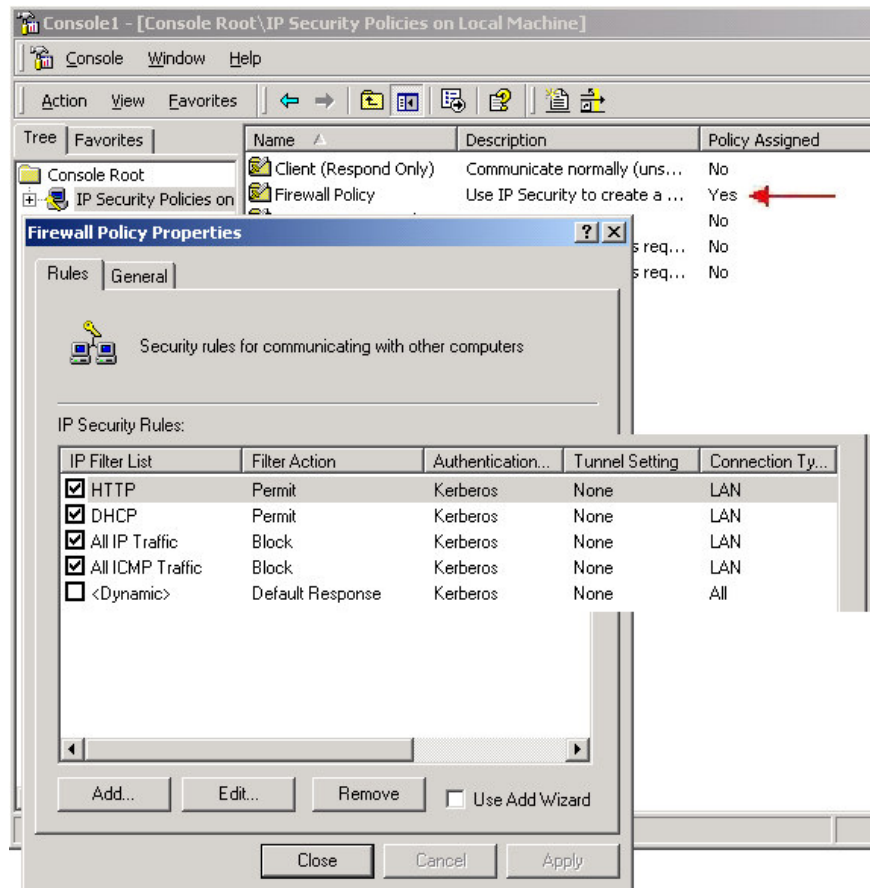 Console1 - [Console Root\IP Security Policies on Local Machine]
Console Window Help
Action View Favorites
Tree Favorites
Name Description Policy Assigned
Console Root
IP Security Policies on
Client (Respond Only) Communicate normally (uns... No
Firewall Policy Use IP Security to create a ... Yes
No
s req... No
s req... No
Firewall Policy Properties
Rules General
Security rules for communicating with other computers
IP Security Rules:
IP Filter List Filter Action Authentication... Tunnel Setting Connection Ty...
HTTP Permit Kerberos None LAN
DHCP Permit Kerberos None LAN
All IP Traffic Block Kerberos None LAN
All ICMP Traffic Block Kerberos None LAN
<Dynamic> Default Response Kerberos None All
Add... Edit... Remove Use Add Wizard
Close Cancel Apply